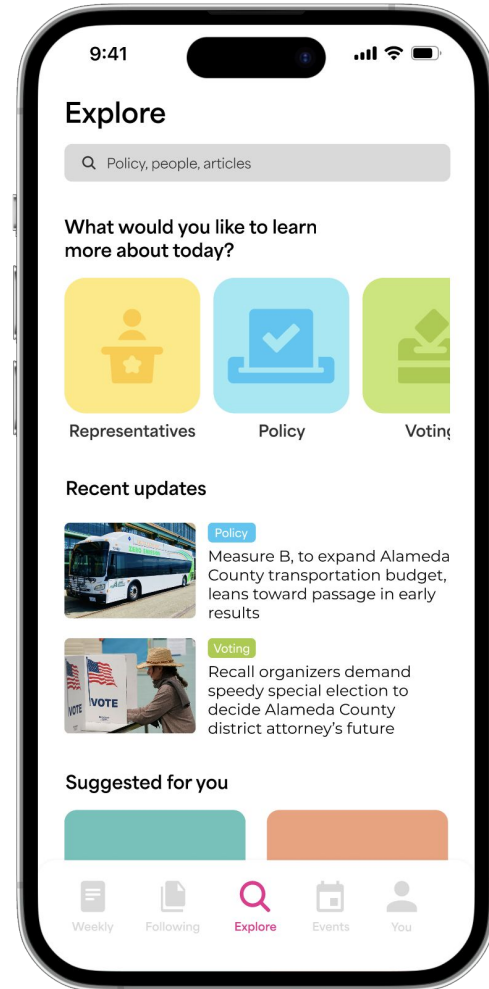 9:41
Explore
Policy, people, articles
What would you like to learn
more about today?
Representatives
Policy
Voting
Recent updates
ZERO EMISSION
Policy
Measure B, to expand Alameda
County transportation budget,
leans toward passage in early
results
VOTE
VOTE
Voting
Recall organizers demand
speedy special election to
decide Alameda County
district attorney's future
Suggested for you
Weekly
Following
Explore
Events
You